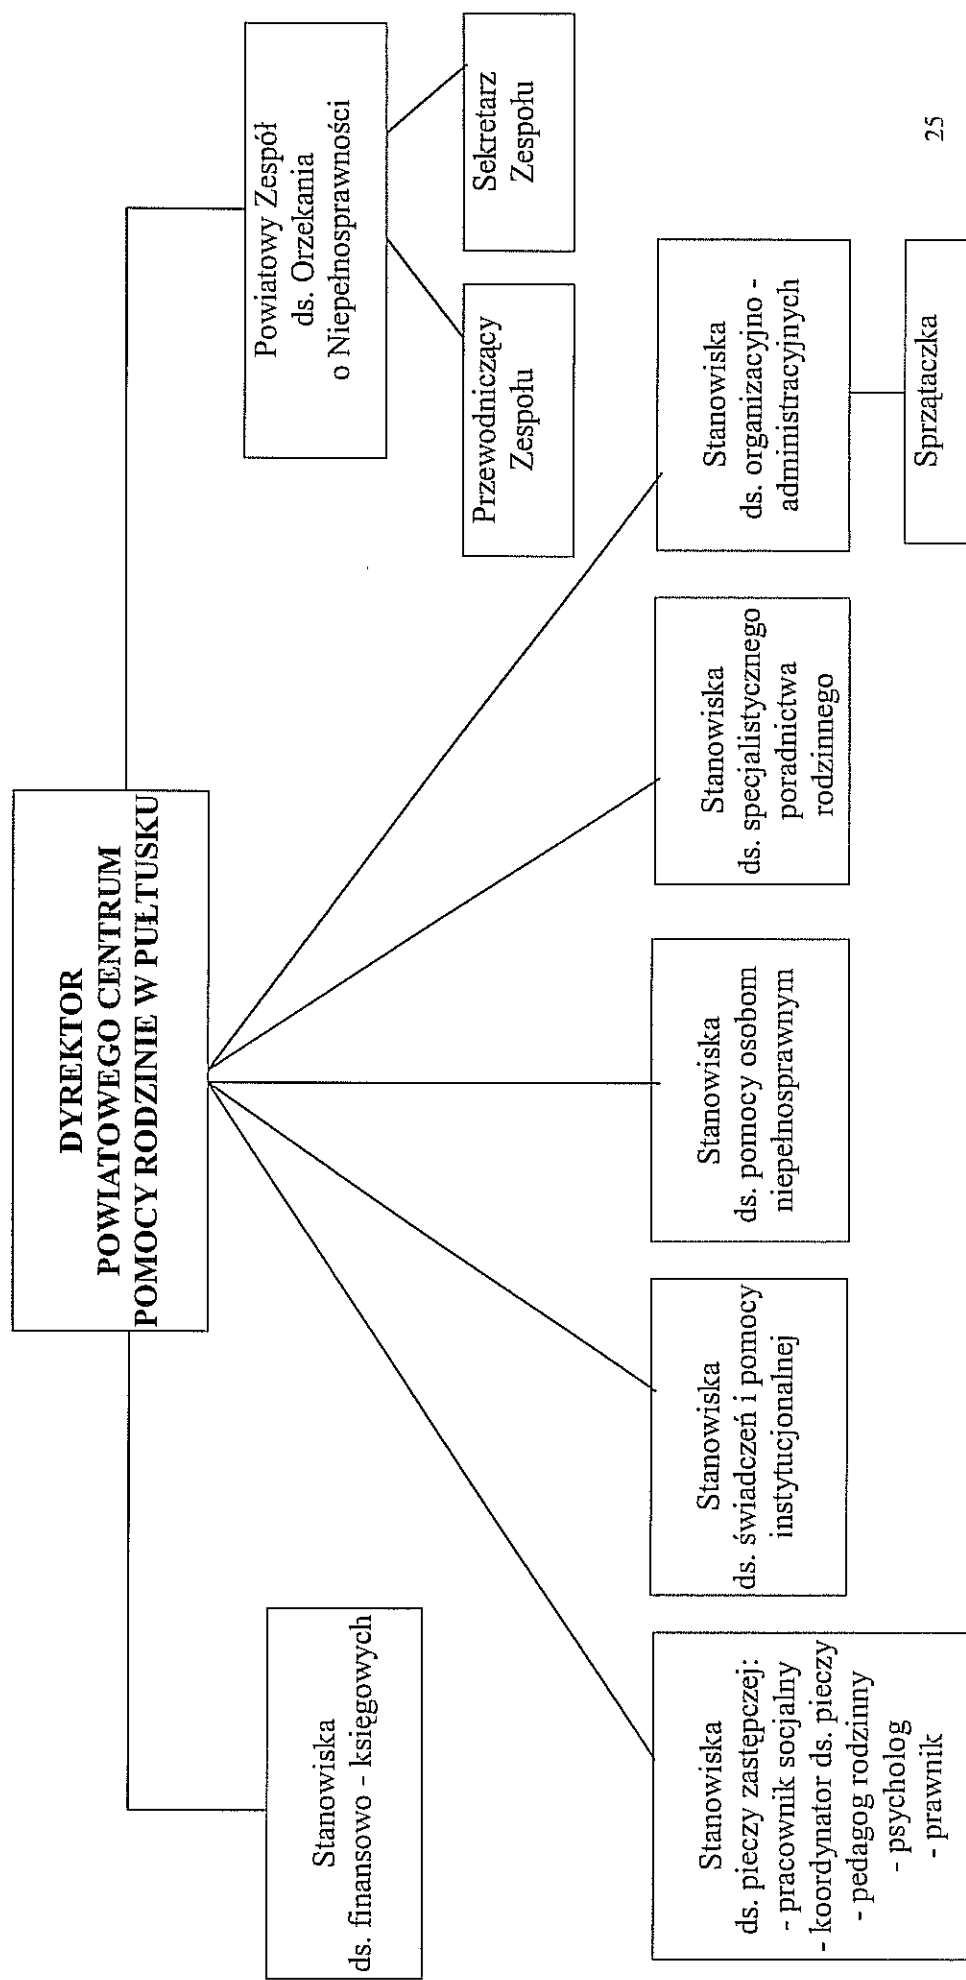 DYREKTOR
POWIATOWEGO CENTRUM
POMOCY RODZINIE W PUŁTUSKU
Stanowiska
ds. finansowo - księgowych
Powiatowy Zespół
ds. Orzekania
o Niepełnosprawności
Przewodniczący
Zespołu
Sekretarz
Zespołu
Stanowiska
ds. pieczy zastępczej:
- pracownik socjalny
- koordynator ds. pieczy
- pedagog rodzinny
- psycholog
- prawnik
Stanowiska
ds. świadczeń i pomocy
instytucjonalnej
Stanowiska
ds. pomocy osobom
niepełnosprawnym
Stanowiska
ds. specjalistycznego
poradnictwa
rodzinnego
Stanowiska
ds. organizacyjno -
administracyjnych
Sprzątaczka
25